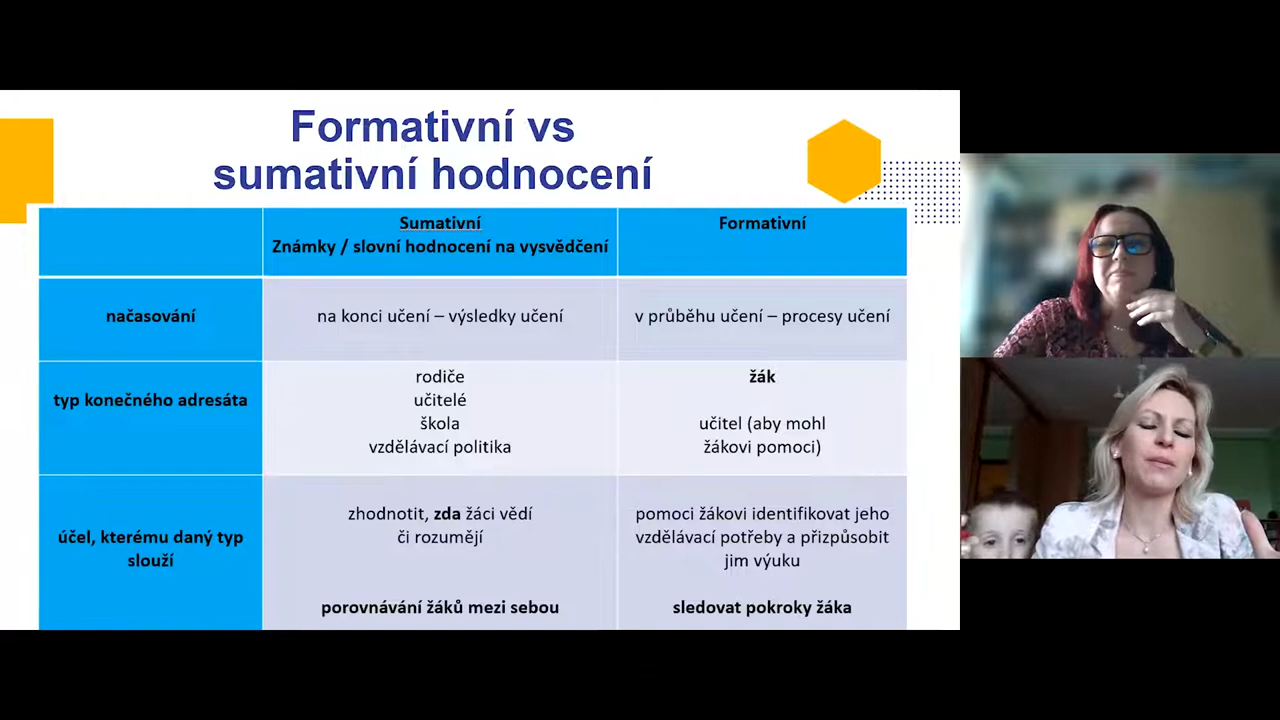 Formativní vs
sumativní hodnocení
Sumativní
Známky / slovní hodnocení na vysvědčení
Formativní
načasování
na konci učení – výsledky učení
v průběhu učení – procesy učení
typ konečného adresáta
rodiče
učitelé
škola
vzdělávací politika
žák
učitel (aby mohl
žákovi pomoci)
účel, kterému daný typ
slouží
zhodnotit, zda žáci vědí
či rozumějí
porovnávání žáků mezi sebou
pomoci žákovi identifikovat jeho
vzdělávací potřeby a přizpůsobit
jim výuku
sledovat pokroky žáka